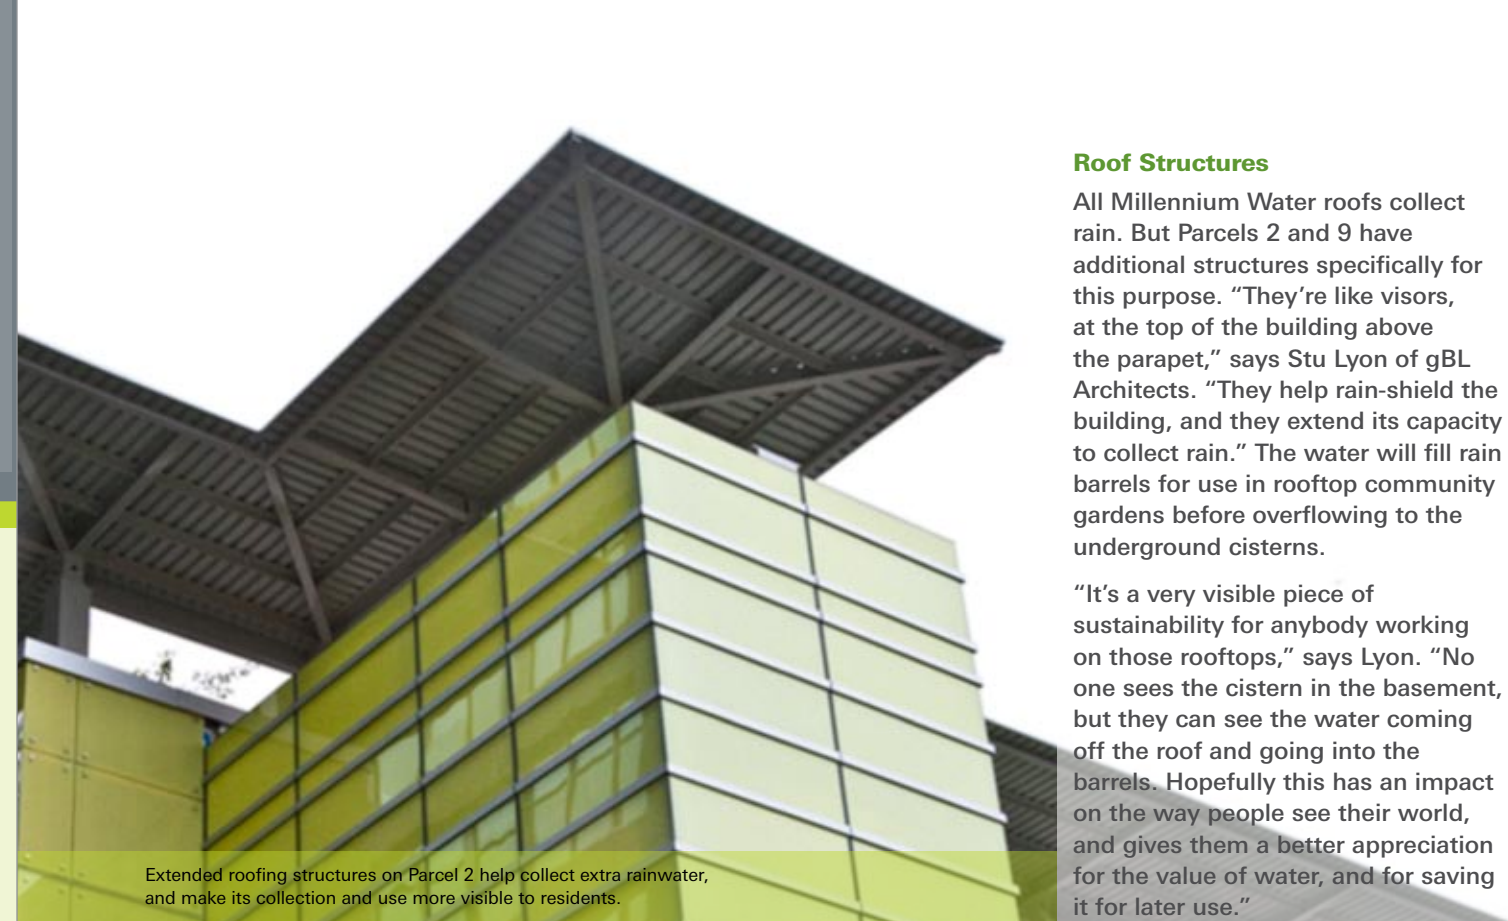 Roof Structures
All Millennium Water roofs collect
rain. But Parcels 2 and 9 have
additional structures specifically for
this purpose. “They’re like visors,
at the top of the building above
the parapet,” says Stu Lyon of gBL
Architects. “They help rain-shield the
building, and they extend its capacity
to collect rain.” The water will fill rain
barrels for use in rooftop community
gardens before overflowing to the
underground cisterns.
“It’s a very visible piece of
sustainability for anybody working
on those rooftops,” says Lyon. “No
one sees the cistern in the basement,
but they can see the water coming
off the roof and going into the
barrels. Hopefully this has an impact
on the way people see their world,
and gives them a better appreciation
for the value of water, and for saving
it for later use.”
Extended roofing structures on Parcel 2 help collect extra rainwater,
and make its collection and use more visible to residents.